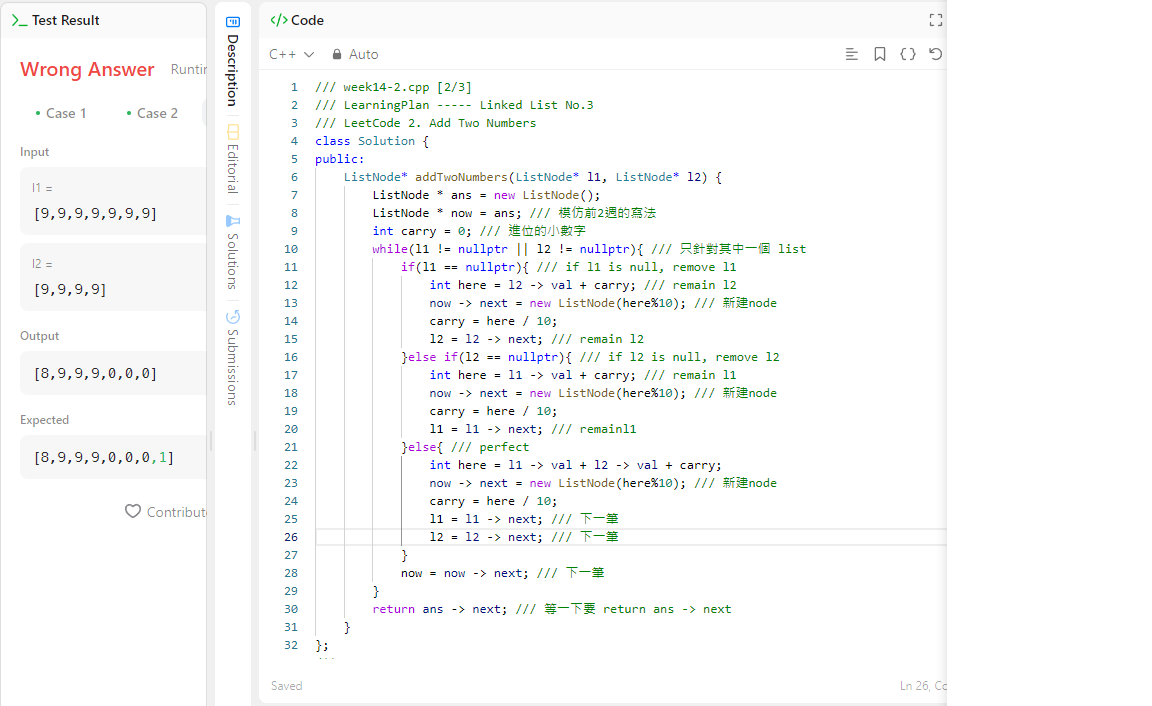 Test Result
Wrong Answer
Case 1
Case 2
Input
l1 =
[9,9,9,9,9,9,9]
l2 =
[9,9,9,9]
Output
[8,9,9,9,0,0,0]
Expected
[8,9,9,9,0,0,0,1]
Description
Editorial
Solutions
Submissions
</> Code
C++
Auto
1 /// week14-2.cpp [2/3]
2 /// LearningPlan ----- Linked List No.3
3 /// LeetCode 2. Add Two Numbers
4 class Solution {
5 public:
6 ListNode* addTwoNumbers(ListNode* l1, ListNode* l2) {
7 ListNode * ans = new ListNode();
8 ListNode * now = ans; /// 模仿前2週的寫法
9 int carry = 0; /// 進位的小數字
10 while(l1 != nullptr || l2 != nullptr){ /// 只針對其中一個 list
11 if(l1 == nullptr){ /// if l1 is null, remove l1
12 int here = l2 -> val + carry; /// remain l2
13 now -> next = new ListNode(here%10); /// 新建node
14 carry = here / 10;
15 l2 = l2 -> next; /// remain l2
16 }else if(l2 == nullptr){ /// if l2 is null, remove l2
17 int here = l1 -> val + carry; /// remain l1
18 now -> next = new ListNode(here%10); /// 新建node
19 carry = here / 10;
20 l1 = l1 -> next; /// remainl1
21 }else{ /// perfect
22 int here = l1 -> val + l2 -> val + carry;
23 now -> next = new ListNode(here%10); /// 新建node
24 carry = here / 10;
25 l1 = l1 -> next; /// 下一筆
26 l2 = l2 -> next; /// 下一筆
27 }
28 now = now -> next; /// 下一筆
29 }
30 return ans -> next; /// 等一下要 return ans -> next
31 }
32 };
Saved
Ln 26,